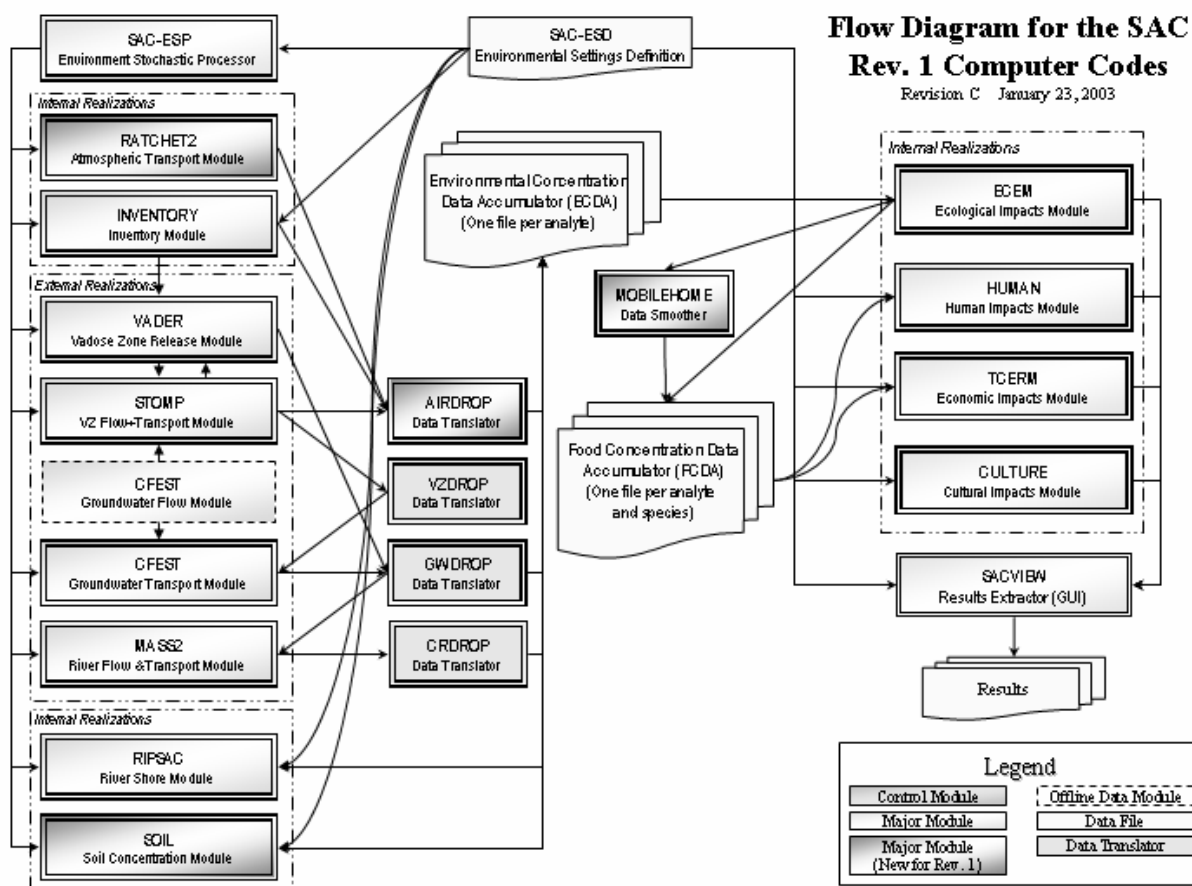 Flow Diagram for the SAC
Rev. 1 Computer Codes
Revision C January 23, 2003
SAC-ESP
Environment Stochastic Processor
SAC-ESD
Environmental Settings Definition
Internal Realizations
RATCHET2
Atmospheric Transport Module
INVENTORY
Inventory Module
External Realizations
VADER
Vadose Zone Release Module
STOMP
VZ Flow+Transport Module
CFEST
Groundwater Flow Module
CFEST
Groundwater Transport Module
MASS2
River Flow & Transport Module
Internal Realizations
RIPSAC
River Shore Module
SOIL
Soil Concentration Module
AIRDROP
Data Translator
VZDROP
Data Translator
GWDROP
Data Translator
CRDROP
Data Translator
Environmental Concentration
Data Accumulator (ECDA)
(One file per analyte)
MOBILEHOME
Data Smoother
Food Concentration Data
Accumulator (FCDA)
(One file per analyte
and species)
Internal Realizations
ECEM
Ecological Impacts Module
HUMAN
Human Impacts Module
TCERM
Economic Impacts Module
CULTURE
Cultural Impacts Module
SACVIEW
Results Extractor (GUI)
Results
Legend
Control Module
Major Module
Major Module
(New for Rev. 1)
Offline Data Module
Data File
Data Translator